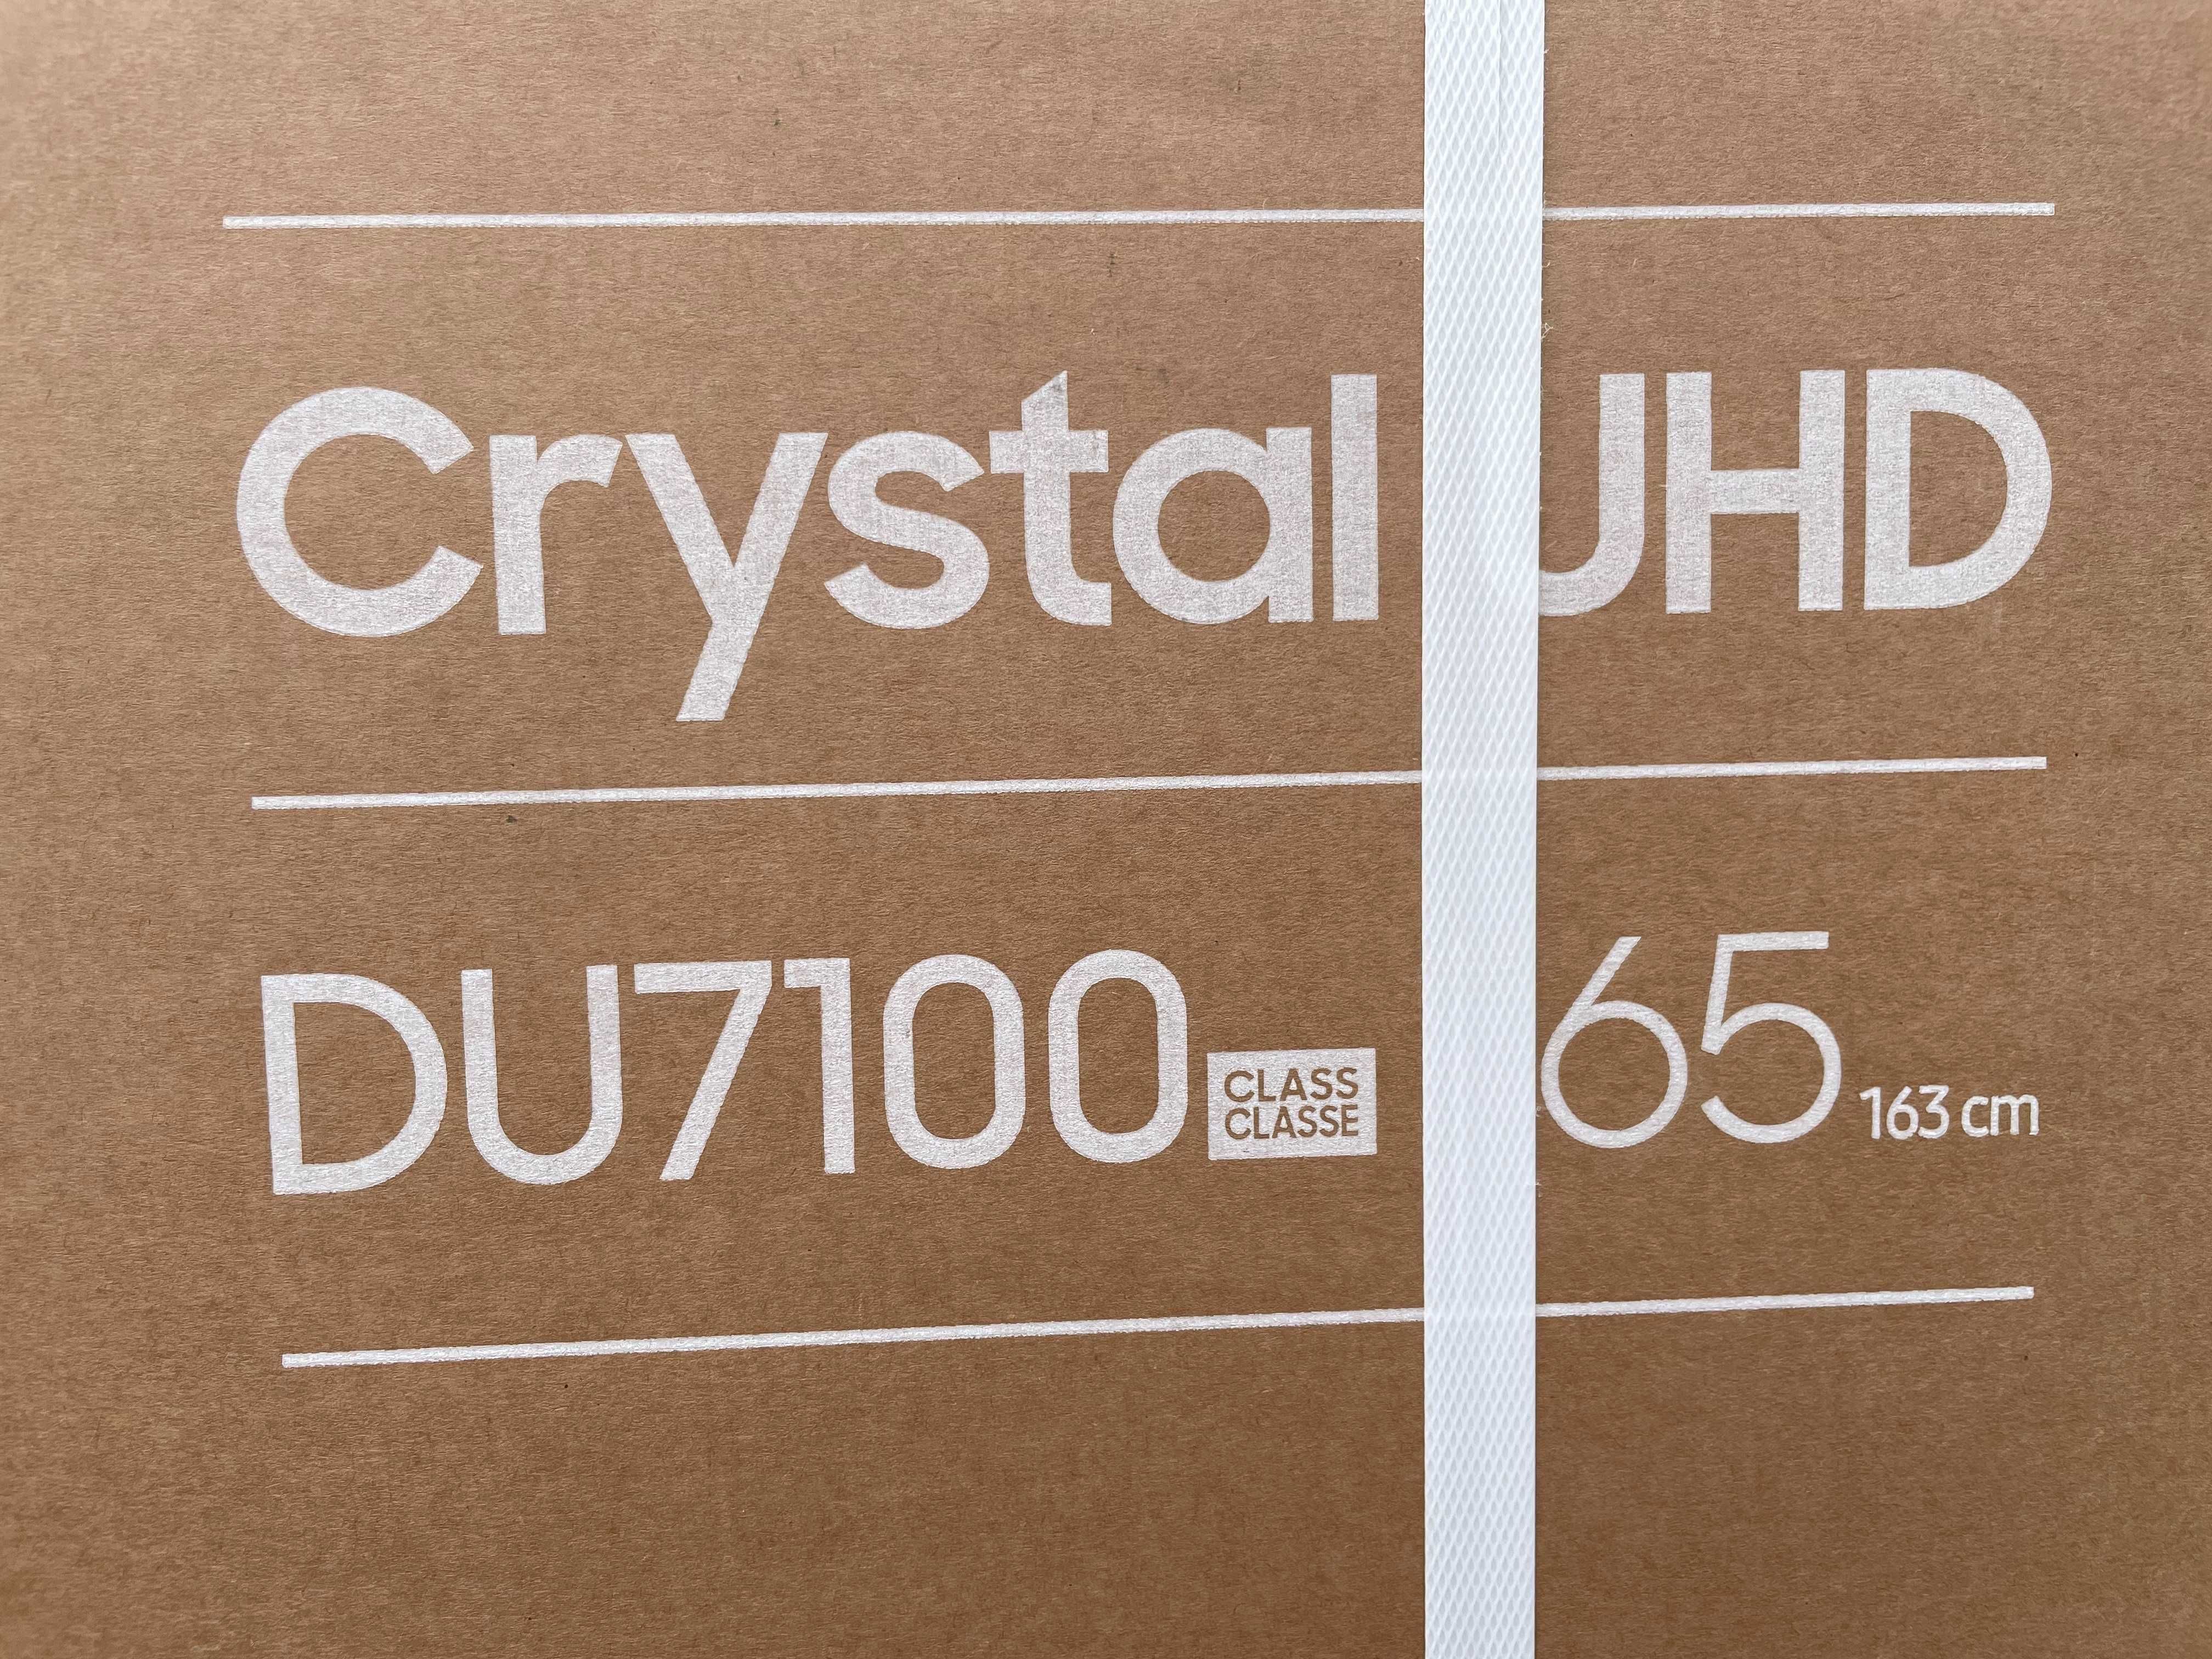 Crystal UHD
DU7100 CLASS 65 163 cm
CLASSE